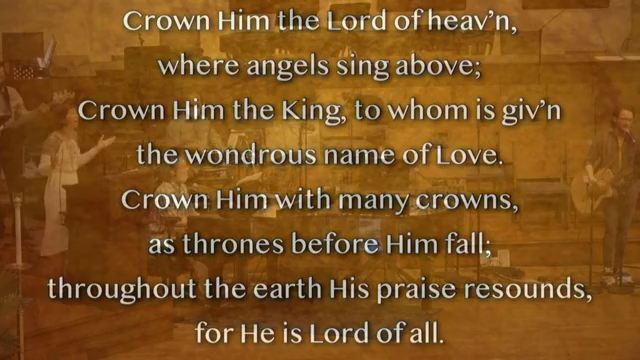 Crown Him the Lord of heav’n,
where angels sing above;
Crown Him the King, to whom is giv’n
the wondrous name of Love.
Crown Him with many crowns,
as thrones before Him fall;
throughout the earth His praise resounds,
for He is Lord of all.